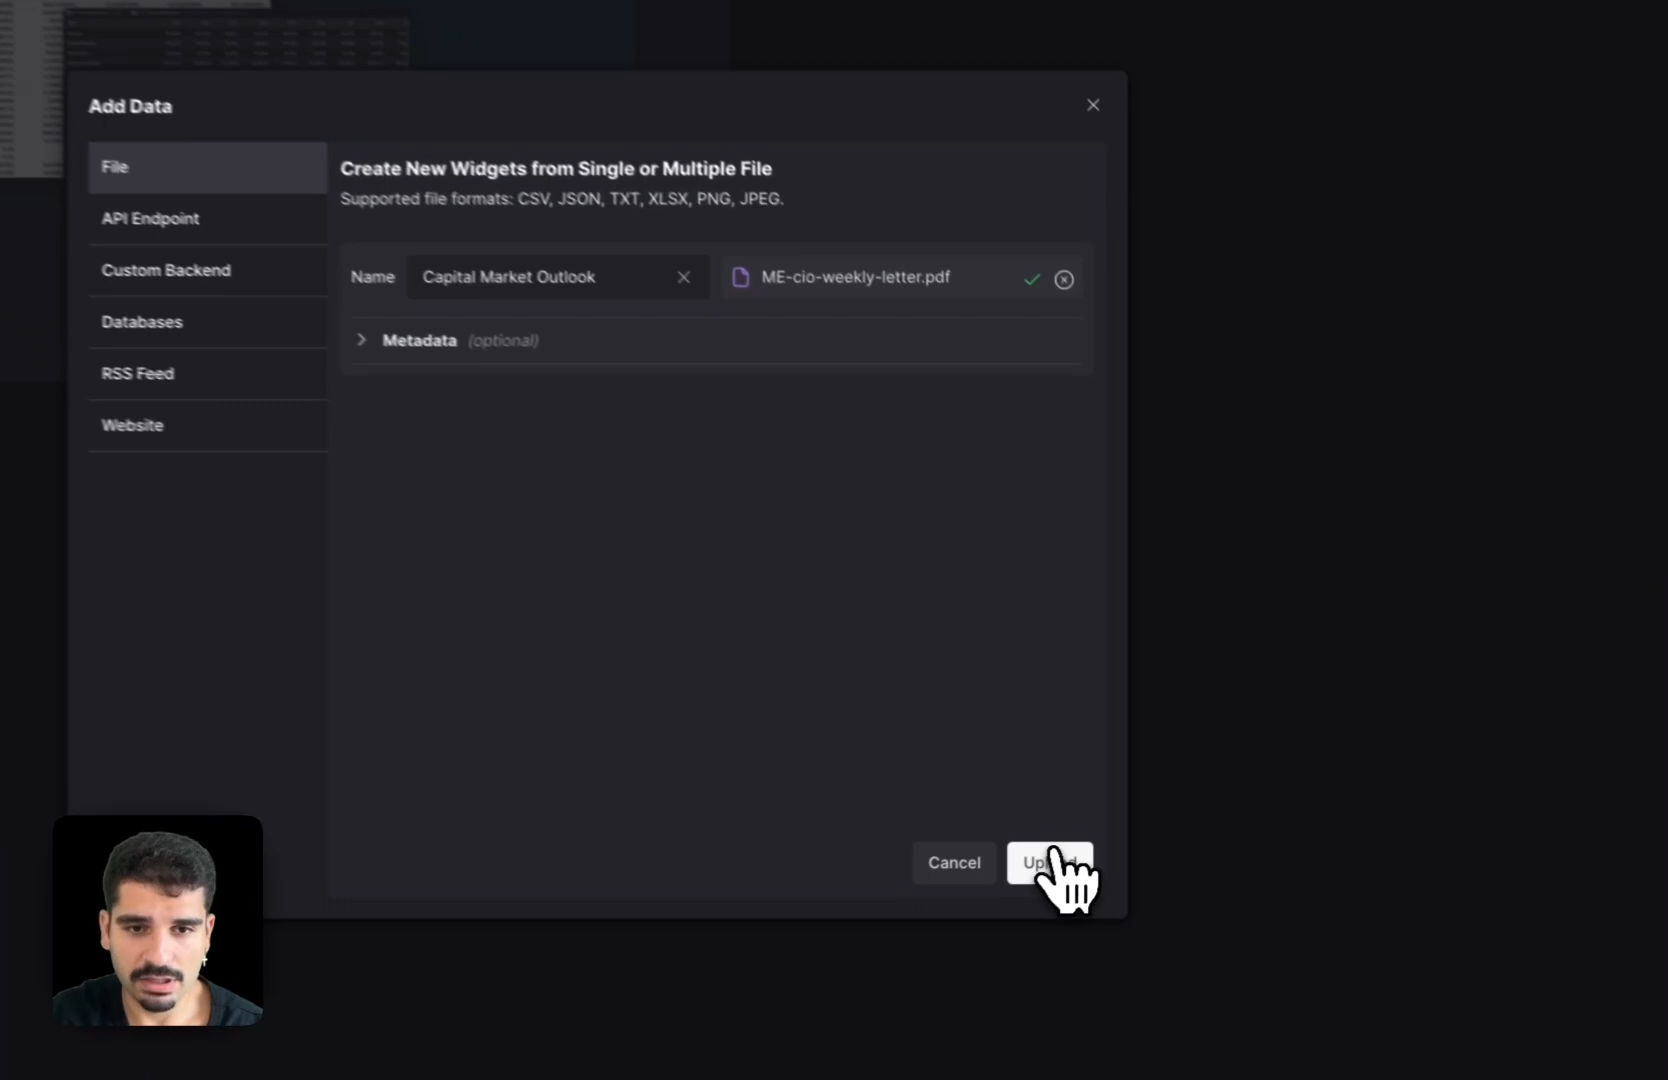 Add Data
File
API Endpoint
Custom Backend
Databases
RSS Feed
Website
Create New Widgets from Single or Multiple File
Supported file formats: CSV, JSON, TXT, XLSX, PNG, JPEG.
Name
Capital Market Outlook
ME-cio-weekly-letter.pdf
Metadata (optional)
Cancel